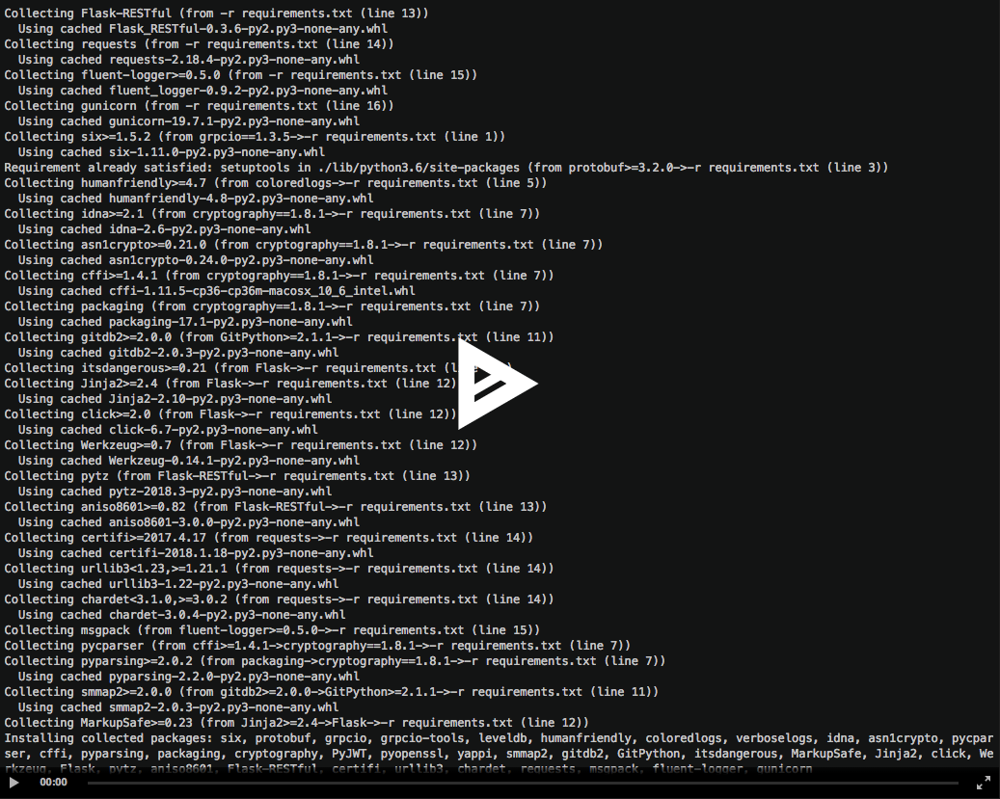 Collecting Flask-RESTful (from -r requirements.txt (line 13))
Using cached Flask_RESTful-0.3.6-py2.py3-none-any.whl
Collecting requests (from -r requirements.txt (line 14))
Using cached requests-2.18.4-py2.py3-none-any.whl
Collecting fluent-logger>=0.5.0 (from -r requirements.txt (line 15))
Using cached fluent_logger-0.9.2-py2.py3-none-any.whl
Collecting gunicorn (from -r requirements.txt (line 16))
Using cached gunicorn-19.7.1-py2.py3-none-any.whl
Collecting six>=1.5.2 (from grpcio==1.3.5->-r requirements.txt (line 1))
Using cached six-1.11.0-py2.py3-none-any.whl
Requirement already satisfied: setuptools in ./lib/python3.6/site-packages (from protobuf>=3.2.0->-r requirements.txt (line 3))
Collecting humanfriendly>=4.7 (from coloredlogs->-r requirements.txt (line 5))
Using cached humanfriendly-4.8-py2.py3-none-any.whl
Collecting idna>=2.1 (from cryptography==1.8.1->-r requirements.txt (line 7))
Using cached idna-2.6-py2.py3-none-any.whl
Collecting asn1crypto>=0.21.0 (from cryptography==1.8.1->-r requirements.txt (line 7))
Using cached asn1crypto-0.24.0-py2.py3-none-any.whl
Collecting cffi>=1.4.1 (from cryptography==1.8.1->-r requirements.txt (line 7))
Using cached cffi-1.11.5-cp36-cp36m-macosx_10_6_intel.whl
Collecting packaging (from cryptography==1.8.1->-r requirements.txt (line 7))
Using cached packaging-17.1-py2.py3-none-any.whl
Collecting gitdb2>=2.0.0 (from GitPython>=2.1.1->-r requirements.txt (line 11))
Using cached gitdb2-2.0.3-py2.py3-none-any.whl
Collecting itsdangerous>=0.21 (from Flask->-r requirements.txt
Collecting Jinja2>=2.4 (from Flask->-r requirements.txt (line 12)
Using cached Jinja2-2.10-py2.py3-none-any.whl
Collecting click>=2.0 (from Flask->-r requirements.txt (line 12))
Using cached click-6.7-py2.py3-none-any.whl
Collecting Werkzeug>=0.7 (from Flask->-r requirements.txt (line 12))
Using cached Werkzeug-0.14.1-py2.py3-none-any.whl
Collecting pytz (from Flask-RESTful->-r requirements.txt (line 13))
Using cached pytz-2018.3-py2.py3-none-any.whl
Collecting aniso8601>=0.82 (from Flask-RESTful->-r requirements.txt (line 13))
Using cached aniso8601-3.0.0-py2.py3-none-any.whl
Collecting certifi>=2017.4.17 (from requests->-r requirements.txt (line 14))
Using cached certifi-2018.1.18-py2.py3-none-any.whl
Collecting urllib3<1.23,>=1.21.1 (from requests->-r requirements.txt (line 14))
Using cached urllib3-1.22-py2.py3-none-any.whl
Collecting chardet<3.1.0,>=3.0.2 (from requests->-r requirements.txt (line 14))
Using cached chardet-3.0.4-py2.py3-none-any.whl
Collecting msgpack (from fluent-logger>=0.5.0->-r requirements.txt (line 15))
Collecting pycparser (from cffi>=1.4.1->cryptography==1.8.1->-r requirements.txt (line 7))
Collecting pyparsing>=2.0.2 (from packaging->cryptography==1.8.1->-r requirements.txt (line 7))
Using cached pyparsing-2.2.0-py2.py3-none-any.whl
Collecting smmap2>=2.0.0 (from gitdb2>=2.0.0->GitPython>=2.1.1->-r requirements.txt (line 11))
Using cached smmap2-2.0.3-py2.py3-none-any.whl
Collecting MarkupSafe>=0.23 (from Jinja2>=2.4->Flask->-r requirements.txt (line 12))
Installing collected packages: six, protobuf, grpcio, grpcio-tools, leveldb, humanfriendly, coloredlogs, verboselogs, idna, asn1crypto, pycpar
ser, cffi, pyparsing, packaging, cryptography, PyJWT, pyopenssl, yappi, smmap2, gitdb2, GitPython, itsdangerous, MarkupSafe, Jinja2, click, We
rkzeug, Flask, pytz, aniso8601, Flask-RESTful, certifi, urllib3, chardet, requests, msgpack, fluent-logger, gunicorn
00:00